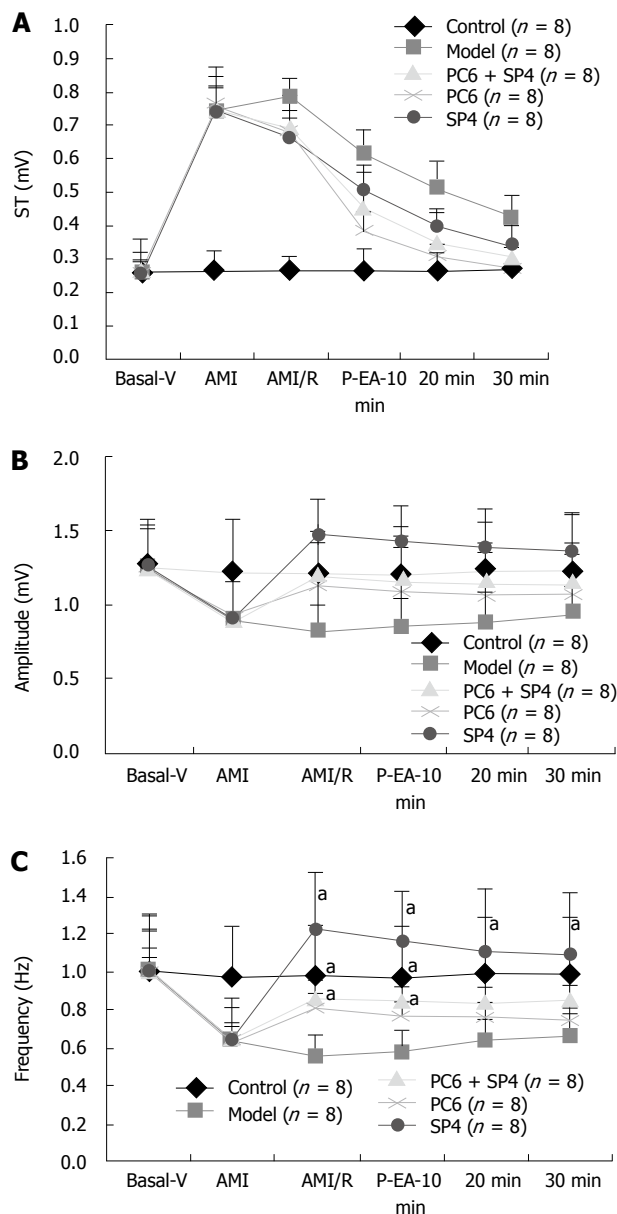 A
1.0
0.9
0.8
0.7
0.6
0.5
0.4
0.3
0.2
0.1
0.0
ST (mV)
Control (n = 8)
Model (n = 8)
PC6 + SP4 (n = 8)
PC6 (n = 8)
SP4 (n = 8)
Basal-V AMI AMI/R P-EA-10 20 min 30 min
min
B
2.0
1.5
1.0
0.5
0.0
Amplitude (mV)
Control (n = 8)
Model (n = 8)
PC6 + SP4 (n = 8)
PC6 (n = 8)
SP4 (n = 8)
Basal-V AMI AMI/R P-EA-10 20 min 30 min
min
C
1.6
1.4
1.2
1.0
0.8
0.6
0.4
0.2
0.0
Frequency (Hz)
a a a a
a a
a a
Control (n = 8)
Model (n = 8)
PC6 + SP4 (n = 8)
PC6 (n = 8)
SP4 (n = 8)
Basal-V AMI AMI/R P-EA-10 20 min 30 min
min